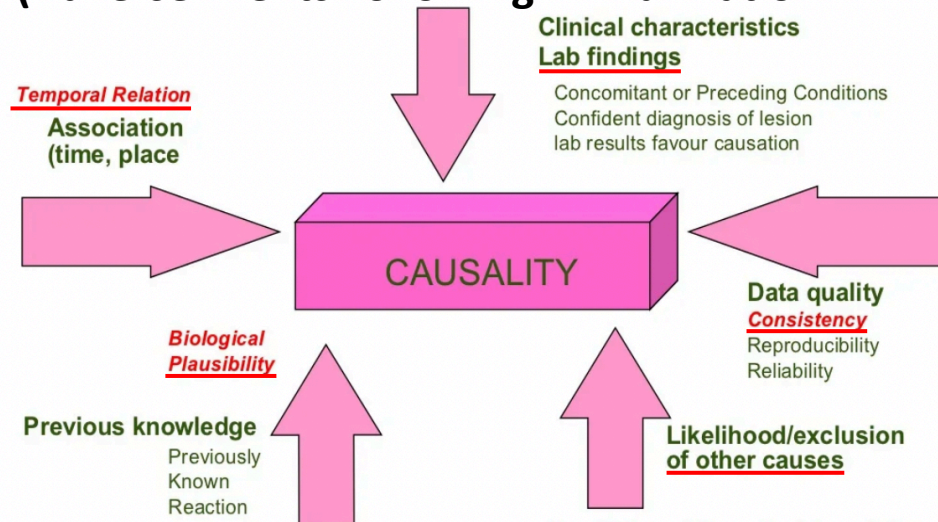 Clinical characteristics
Lab findings
Concomitant or Preceding Conditions
Confident diagnosis of lesion
lab results favour causation
Temporal Relation
Association
(time, place
CAUSALITY
Data quality
Consistency
Reproducibility
Reliability
Biological
Plausibility
Previous knowledge
Previously
Known
Reaction
Likelihood/exclusion
of other causes